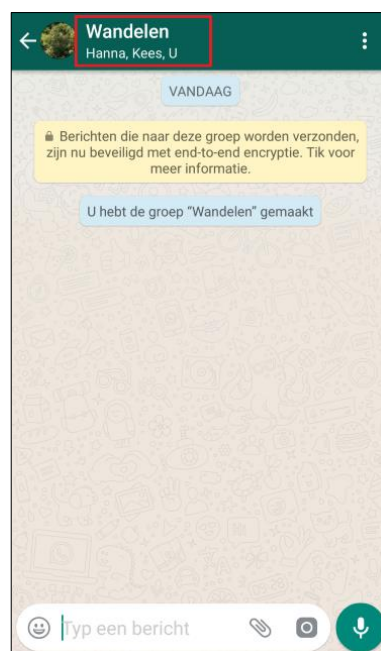 Wandelen
Hanna, Kees, U
VANDAAG
Berichten die naar deze groep worden verzonden,
zijn nu beveiligd met end-to-end encryptie. Tik voor
meer informatie.
U hebt de groep “Wandelen” gemaakt
Typ een bericht